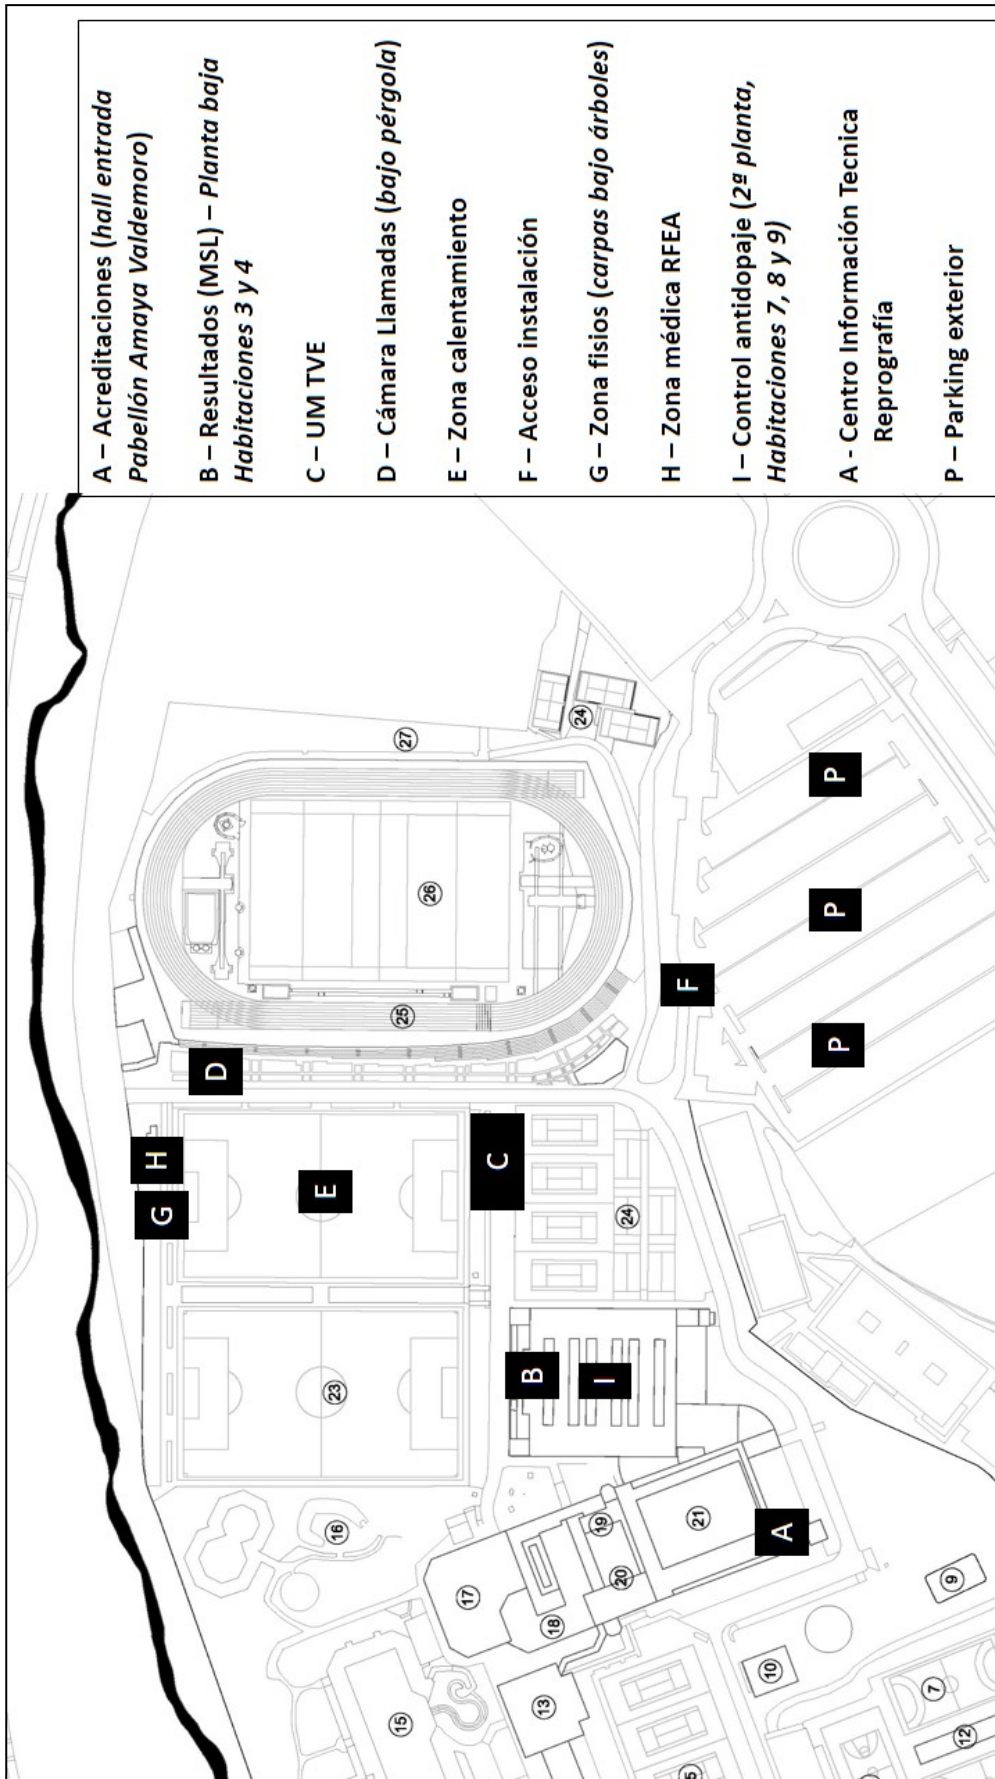 A – Acreditaciones (hall entrada
Pabellón Amaya Valdemoro)
B – Resultados (MSL) – Planta baja
Habitaciones 3 y 4
C – UM TVE
D – Cámara Llamadas (bajo pérgola)
E – Zona calentamiento
F – Acceso instalación
G – Zona fisios (carpas bajo árboles)
H – Zona médica RFEA
I – Control antidopaje (2ª planta,
Habitaciones 7, 8 y 9)
A - Centro Información Tecnica
Reprografía
P – Parking exterior
27
24
26
25
P
P
P
F
D
H
G
E
C
24
23
B
I
16
17
18
19
20
21
A
15
13
10
9
7
12